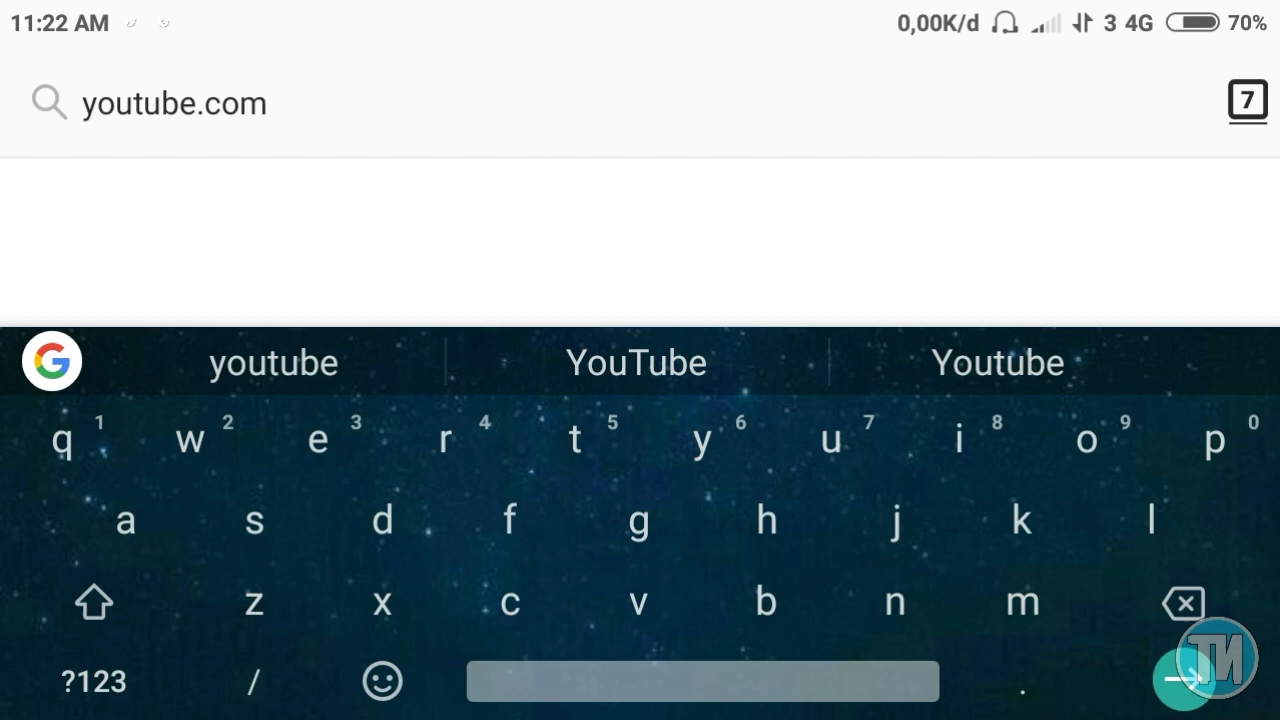 11:22 AM 0,00K/d 3 4G 70%
youtube.com 7
youtube YouTube Youtube
q 1 w 2 e 3 r 4 t 5 y 6 u 7 i 8 o 9 p 0
a s d f g h j k l
z x c v b n m
?123 / .
ТИ